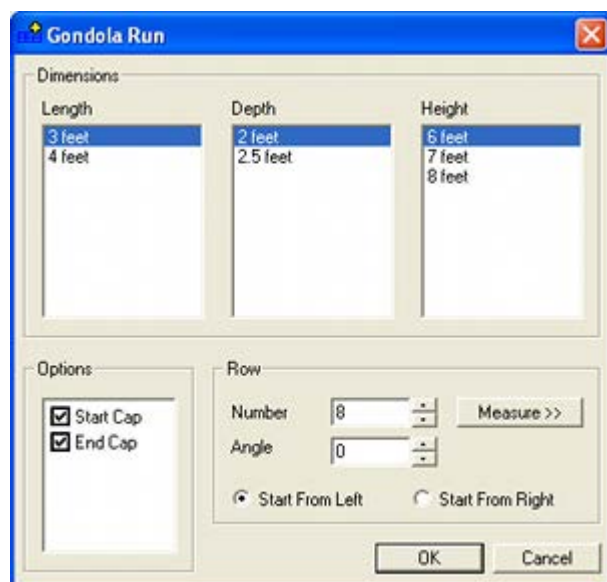 Gondola Run
Dimensions
Length Depth Height
3 feet 2 feet 6 feet
4 feet 2.5 feet 7 feet
8 feet
Options Row
Start Cap Number 8 Measure >>
End Cap Angle 0
Start From Left Start From Right
OK Cancel